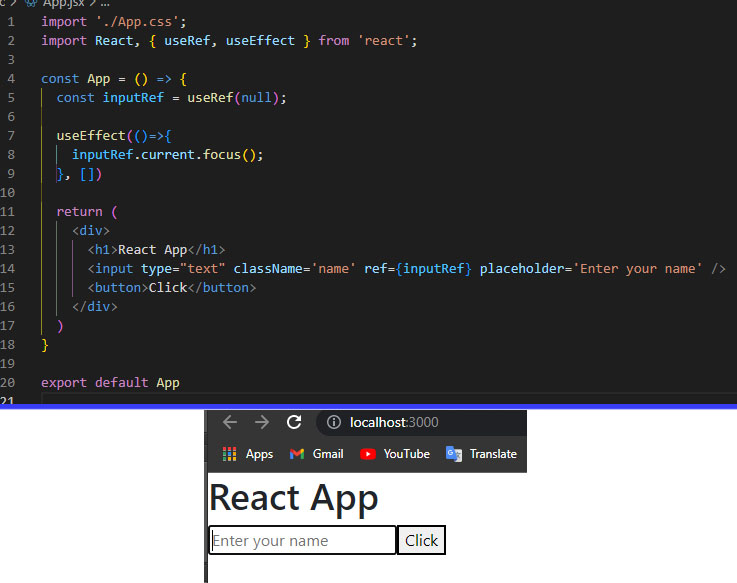 App.jsx > ...
1 import './App.css';
2 import React, { useRef, useEffect } from 'react';
3
4 const App = () => {
5 const inputRef = useRef(null);
6
7 useEffect(()=>{
8 inputRef.current.focus();
9 }, [])
10
11 return (
12 <div>
13 <h1>React App</h1>
14 <input type="text" className='name' ref={inputRef} placeholder='Enter your name' />
15 <button>Click</button>
16 </div>
17 )
18 }
19
20 export default App
21
localhost:3000
Apps Gmail YouTube Translate
React App
Enter your name Click